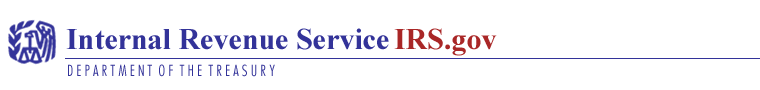 Internal Revenue Service IRS.gov
DEPARTMENT OF THE TREASURY